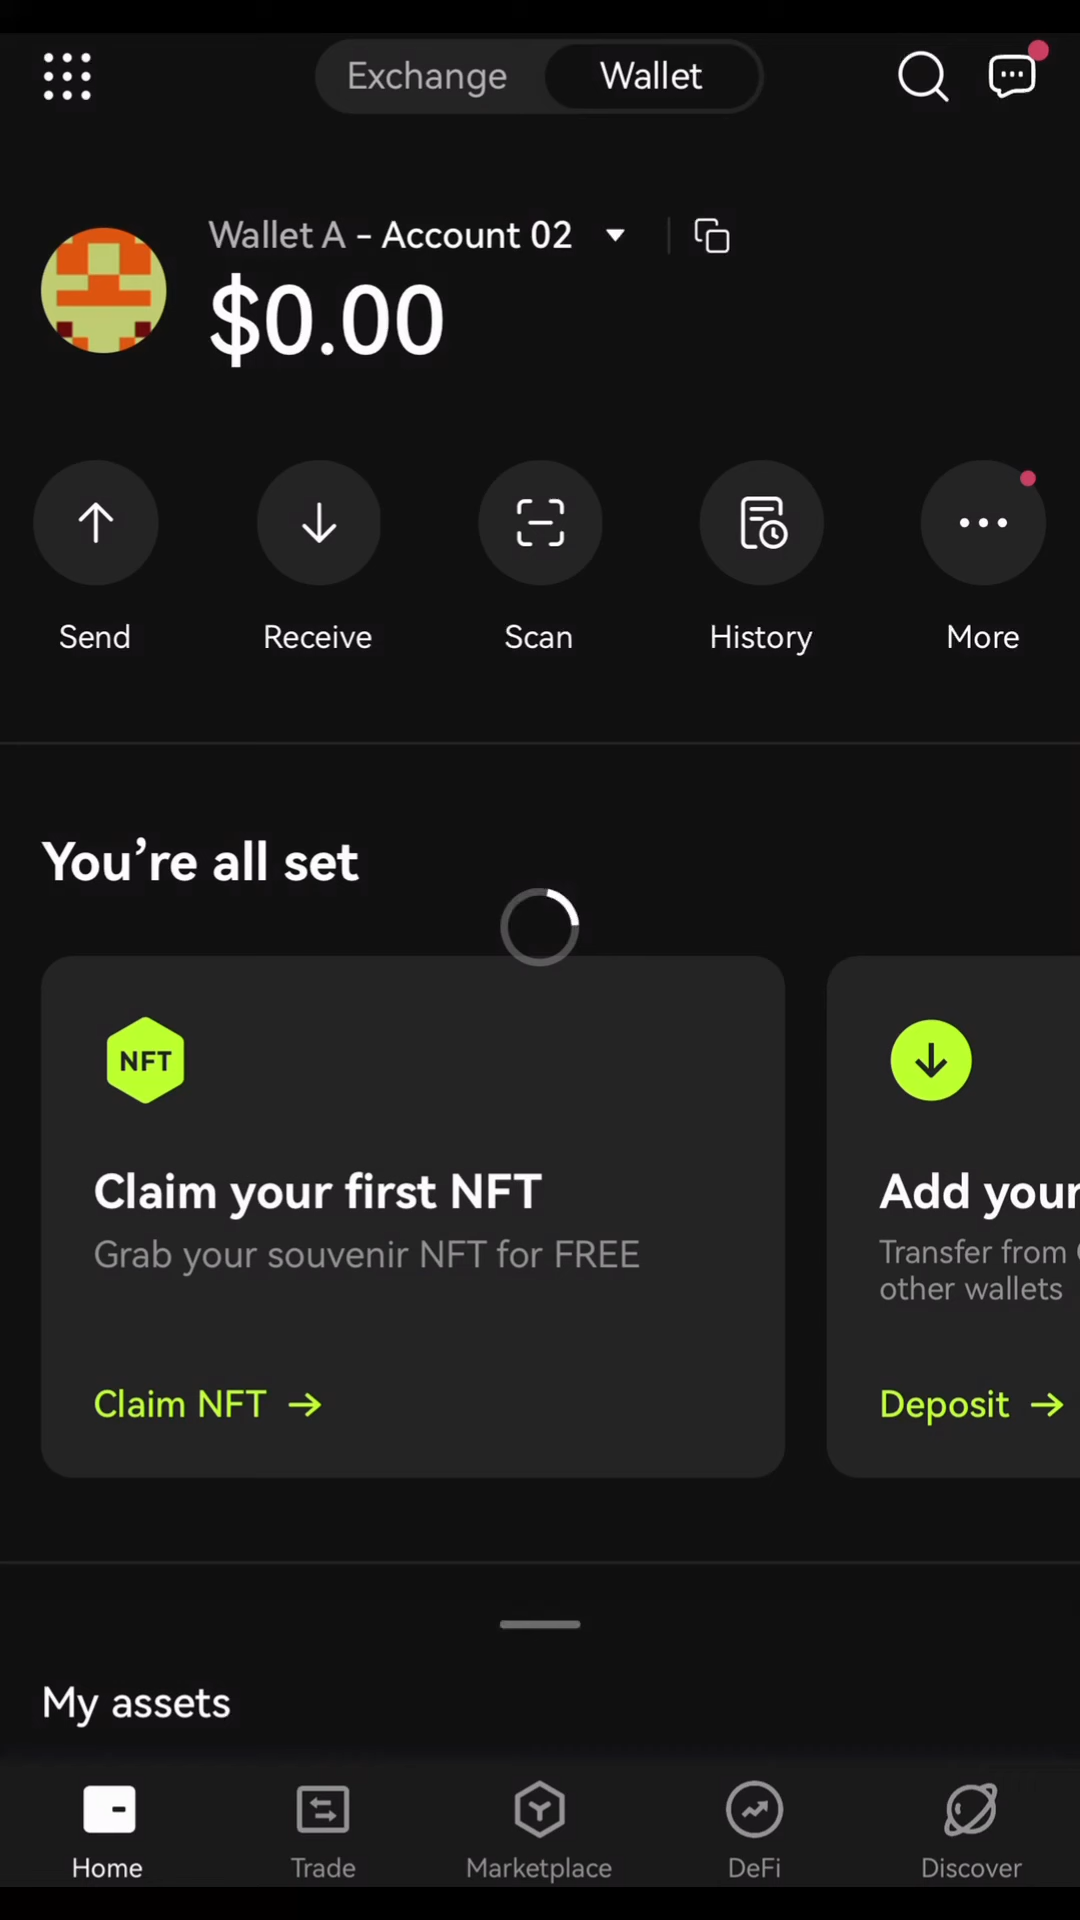 Exchange Wallet
Wallet A - Account 02
$0.00
Send Receive Scan History More
You’re all set
NFT
Claim your first NFT
Grab your souvenir NFT for FREE
Claim NFT
Add your
Transfer from
other wallets
Deposit
My assets
Home Trade Marketplace DeFi Discover